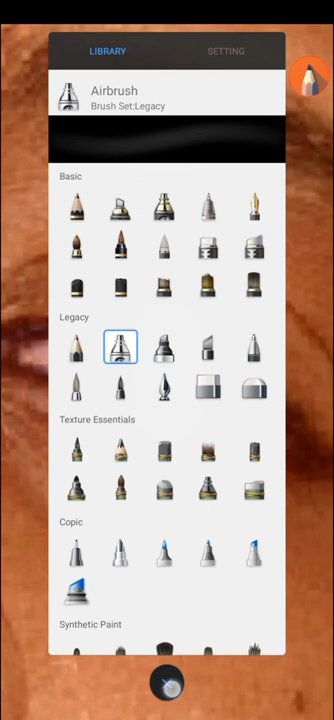 LIBRARY
SETTING
Airbrush
Brush Set:Legacy
Basic
Legacy
Texture Essentials
Copic
Synthetic Paint